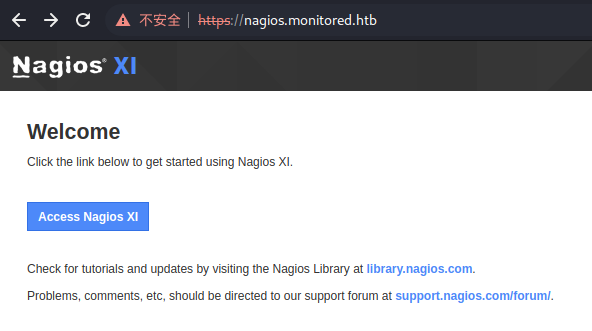 不安全 https://nagios.monitored.htb
Nagios® XI
Welcome
Click the link below to get started using Nagios XI.
Access Nagios XI
Check for tutorials and updates by visiting the Nagios Library at library.nagios.com.
Problems, comments, etc, should be directed to our support forum at support.nagios.com/forum/.